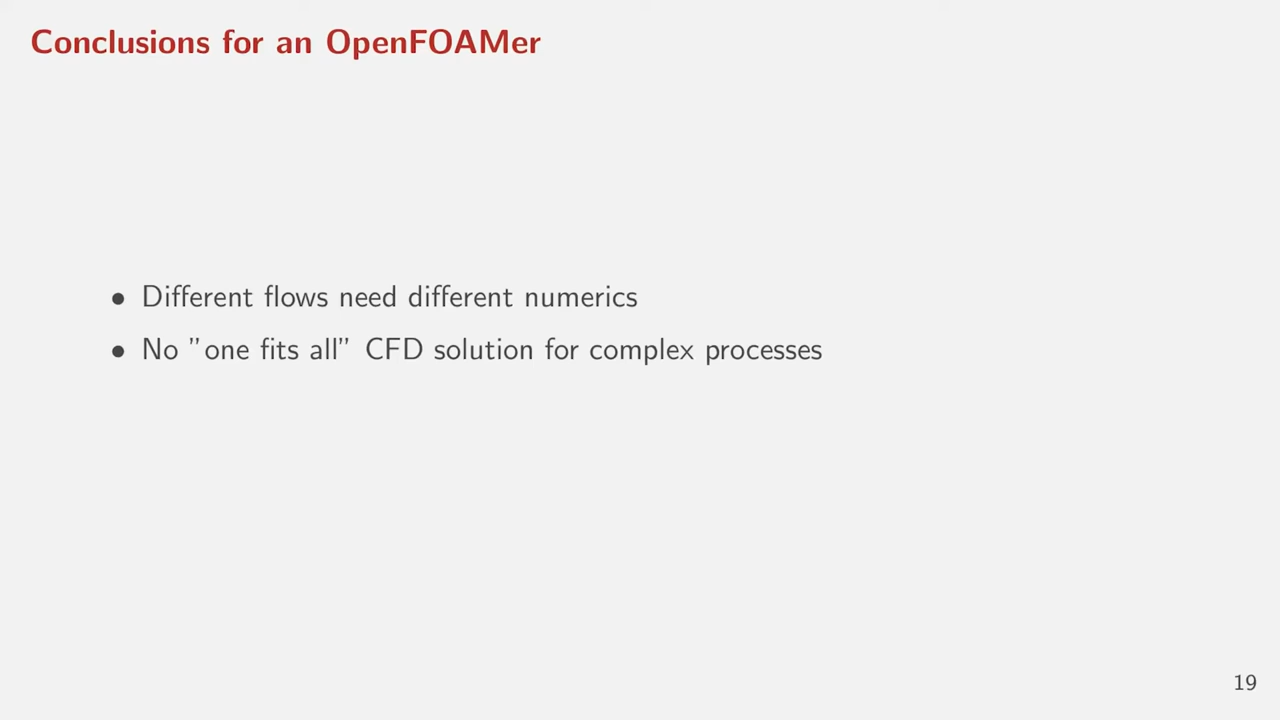 Conclusions for an OpenFOAMer
• Different flows need different numerics
• No ”one fits all” CFD solution for complex processes
19